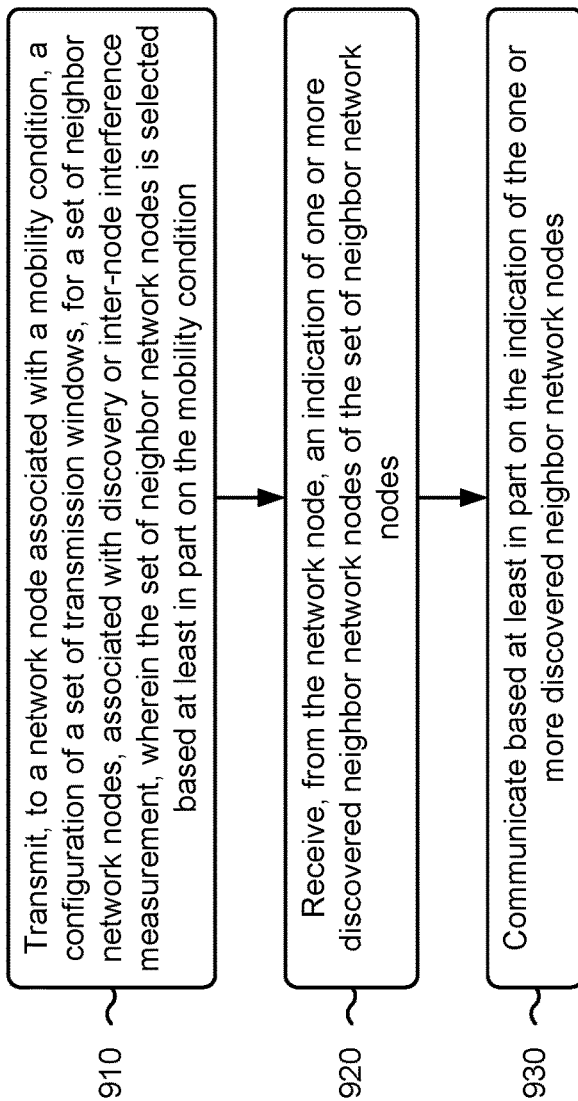 910
Transmit, to a network node associated with a mobility condition, a
configuration of a set of transmission windows, for a set of neighbor
network nodes, associated with discovery or inter-node interference
measurement, wherein the set of neighbor network nodes is selected
based at least in part on the mobility condition
920
Receive, from the network node, an indication of one or more
discovered neighbor network nodes of the set of neighbor network
nodes
930
Communicate based at least in part on the indication of the one or
more discovered neighbor network nodes